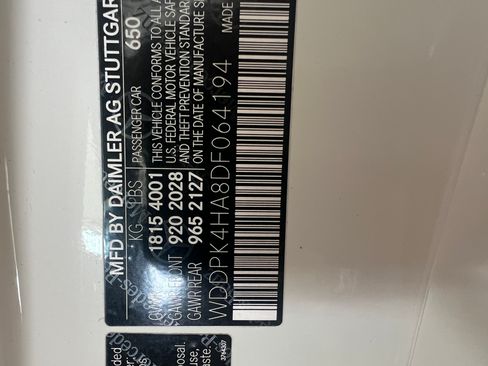 MFD BY DAIMLER AG STUTTGAR
650
KG LBS PASSENGER CAR
1815 4001 THIS VEHICLE CONFORMS TO ALL A
GAWR FRONT 920 2028 U.S. FEDERAL MOTOR VEHICLE SAF
AND THEFT PREVENTION STANDAR
GAWR REAR 965 2127 ON THE DATE OF MANUFACTURE S
WDDPK4HA8DF064194
MADE